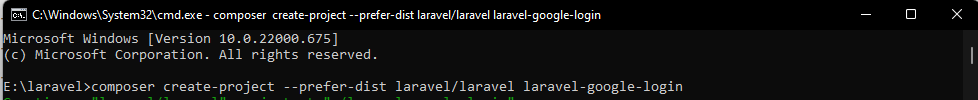 C:\Windows\System32\cmd.exe - composer create-project --prefer-dist laravel/laravel laravel-google-login
Microsoft Windows [Version 10.0.22000.675]
(c) Microsoft Corporation. All rights reserved.
E:\laravel>composer create-project --prefer-dist laravel/laravel laravel-google-login